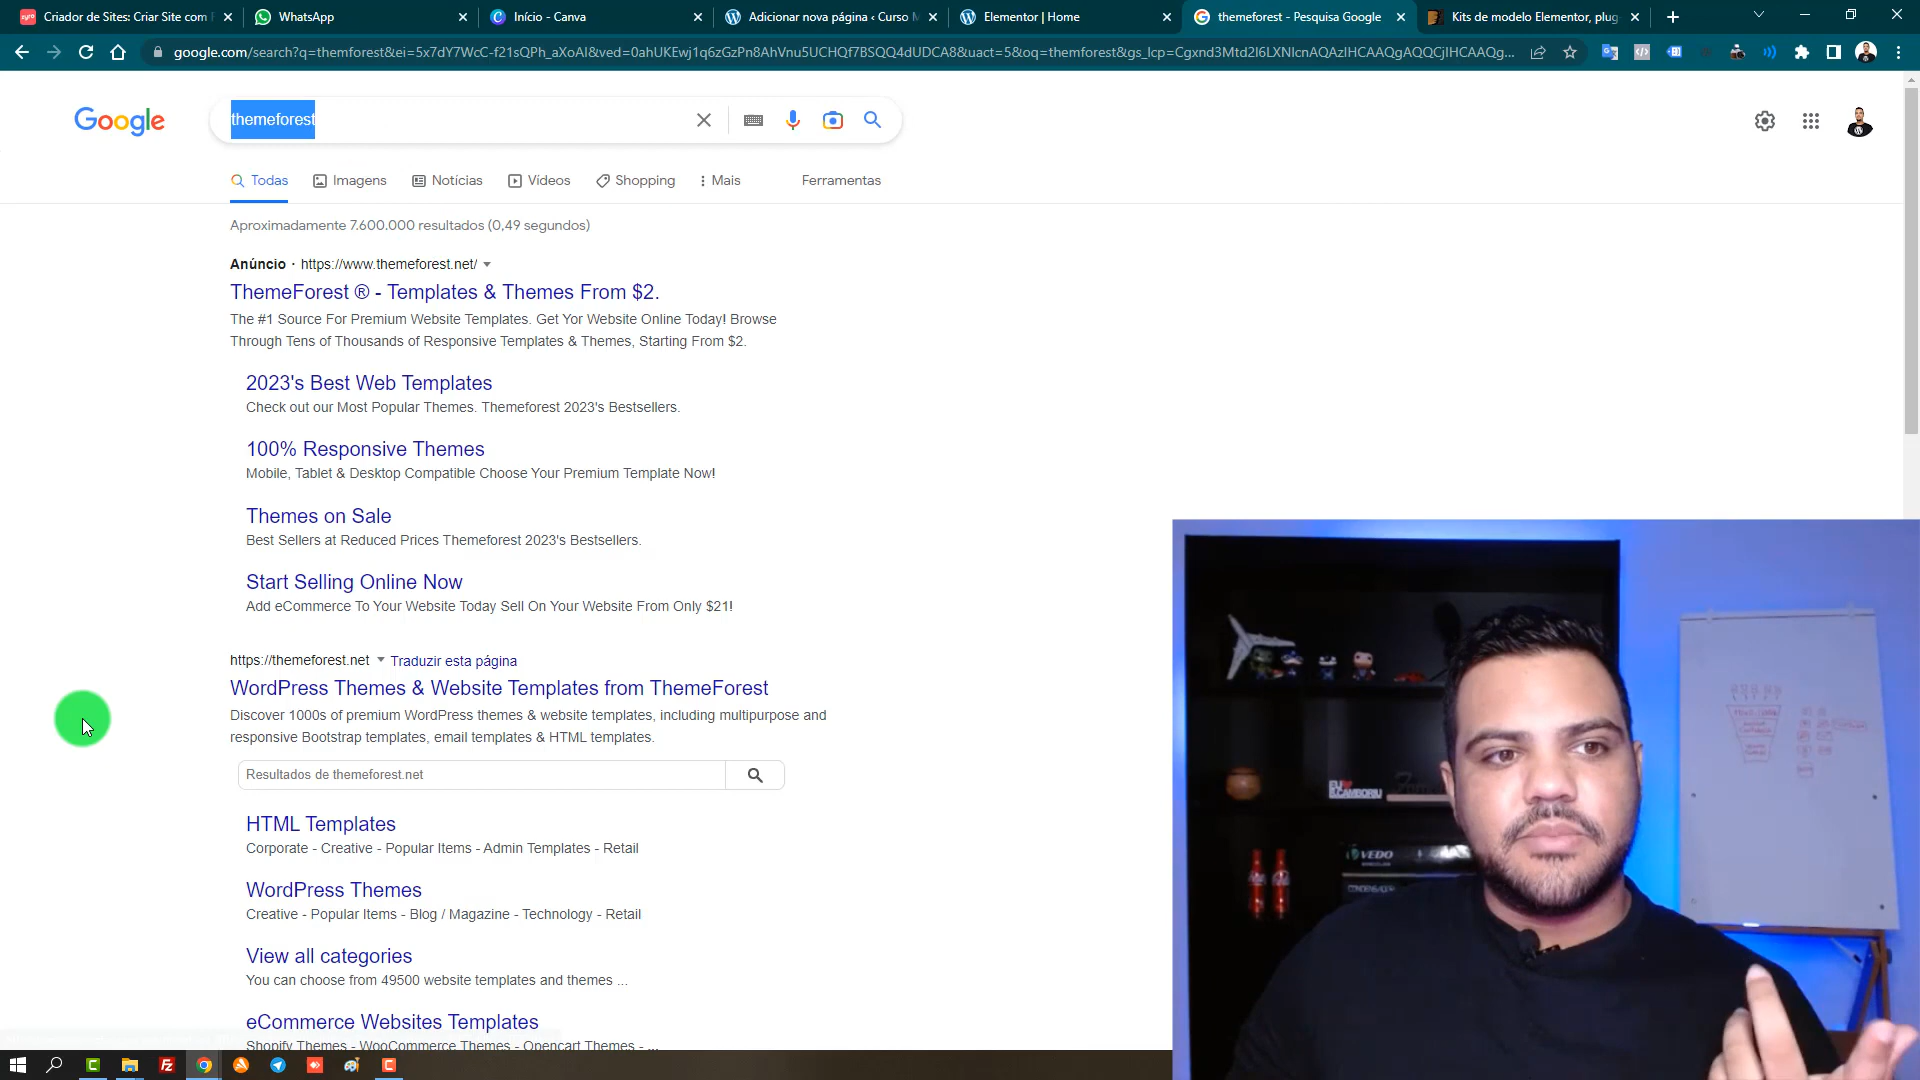 Criador de Sites: Criar Site com F
WhatsApp
Início - Canva
Adicionar nova página ‹ Curso M
Elementor | Home
themeforest - Pesquisa Google
Kits de modelo Elementor, plug
google.com/search?q=themforest&ei=5x7dY7WcC-f21sQPh_aXoAI&ved=0ahUKEwj1q6zGzPn8AhVnu5UCHQf7BSQQ4dUDCA8&uact=5&oq=themforest&gs_lcp=Cgxnd3Mtd2l6LXNlcnAQAzIHCAAQgAQQCjIHCAAQg...
Google
themeforest
Todas
Imagens
Notícias
Vídeos
Shopping
Mais
Ferramentas
Aproximadamente 7.600.000 resultados (0,49 segundos)
Anúncio · https://www.themeforest.net/
ThemeForest ® - Templates & Themes From $2.
The #1 Source For Premium Website Templates. Get Yor Website Online Today! Browse
Through Tens of Thousands of Responsive Templates & Themes, Starting From $2.
2023's Best Web Templates
Check out our Most Popular Themes. Themeforest 2023's Bestsellers.
100% Responsive Themes
Mobile, Tablet & Desktop Compatible Choose Your Premium Template Now!
Themes on Sale
Best Sellers at Reduced Prices Themeforest 2023's Bestsellers.
Start Selling Online Now
Add eCommerce To Your Website Today Sell On Your Website From Only $21!
https://themeforest.net
Traduzir esta página
WordPress Themes & Website Templates from ThemeForest
Discover 1000s of premium WordPress themes & website templates, including multipurpose and
responsive Bootstrap templates, email templates & HTML templates.
Resultados de themeforest.net
HTML Templates
Corporate - Creative - Popular Items - Admin Templates - Retail
WordPress Themes
Creative - Popular Items - Blog / Magazine - Technology - Retail
View all categories
You can choose from 49500 website templates and themes ...
eCommerce Websites Templates
Shopify Themes - WooCommerce Themes - Opencart Themes - ...
VEDO